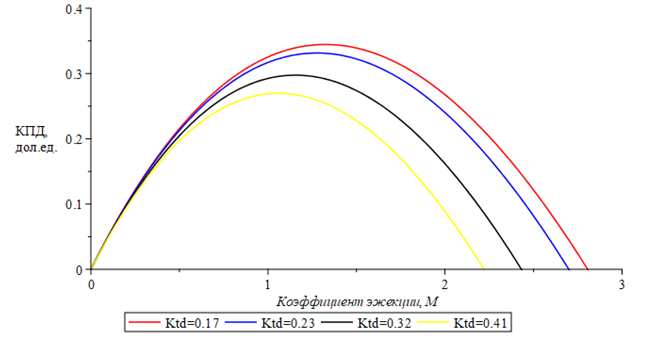 0.4
0.3
КПД,
дол.ед.
0.2
0.1
0
0
1
2
3
Коэффициент эжекции, M
Ktd=0.17 Ktd=0.23 Ktd=0.32 Ktd=0.41